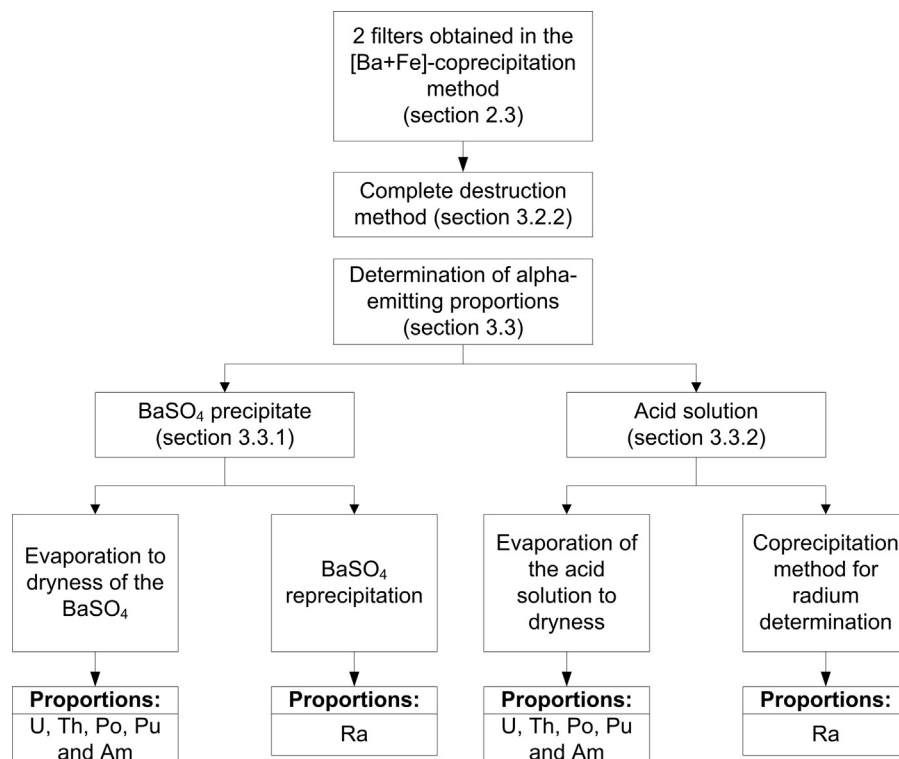 2 filters obtained in the
[Ba+Fe]-coprecipitation
method
(section 2.3)
Complete destruction
method (section 3.2.2)
Determination of alpha-
emitting proportions
(section 3.3)
BaSO₄ precipitate
(section 3.3.1)
Acid solution
(section 3.3.2)
Evaporation to
dryness of the
BaSO₄
BaSO₄
reprecipitation
Evaporation of
the acid
solution to
dryness
Coprecipitation
method for
radium
determination
Proportions:
U, Th, Po, Pu
and Am
Proportions:
Ra
Proportions:
U, Th, Po, Pu
and Am
Proportions:
Ra